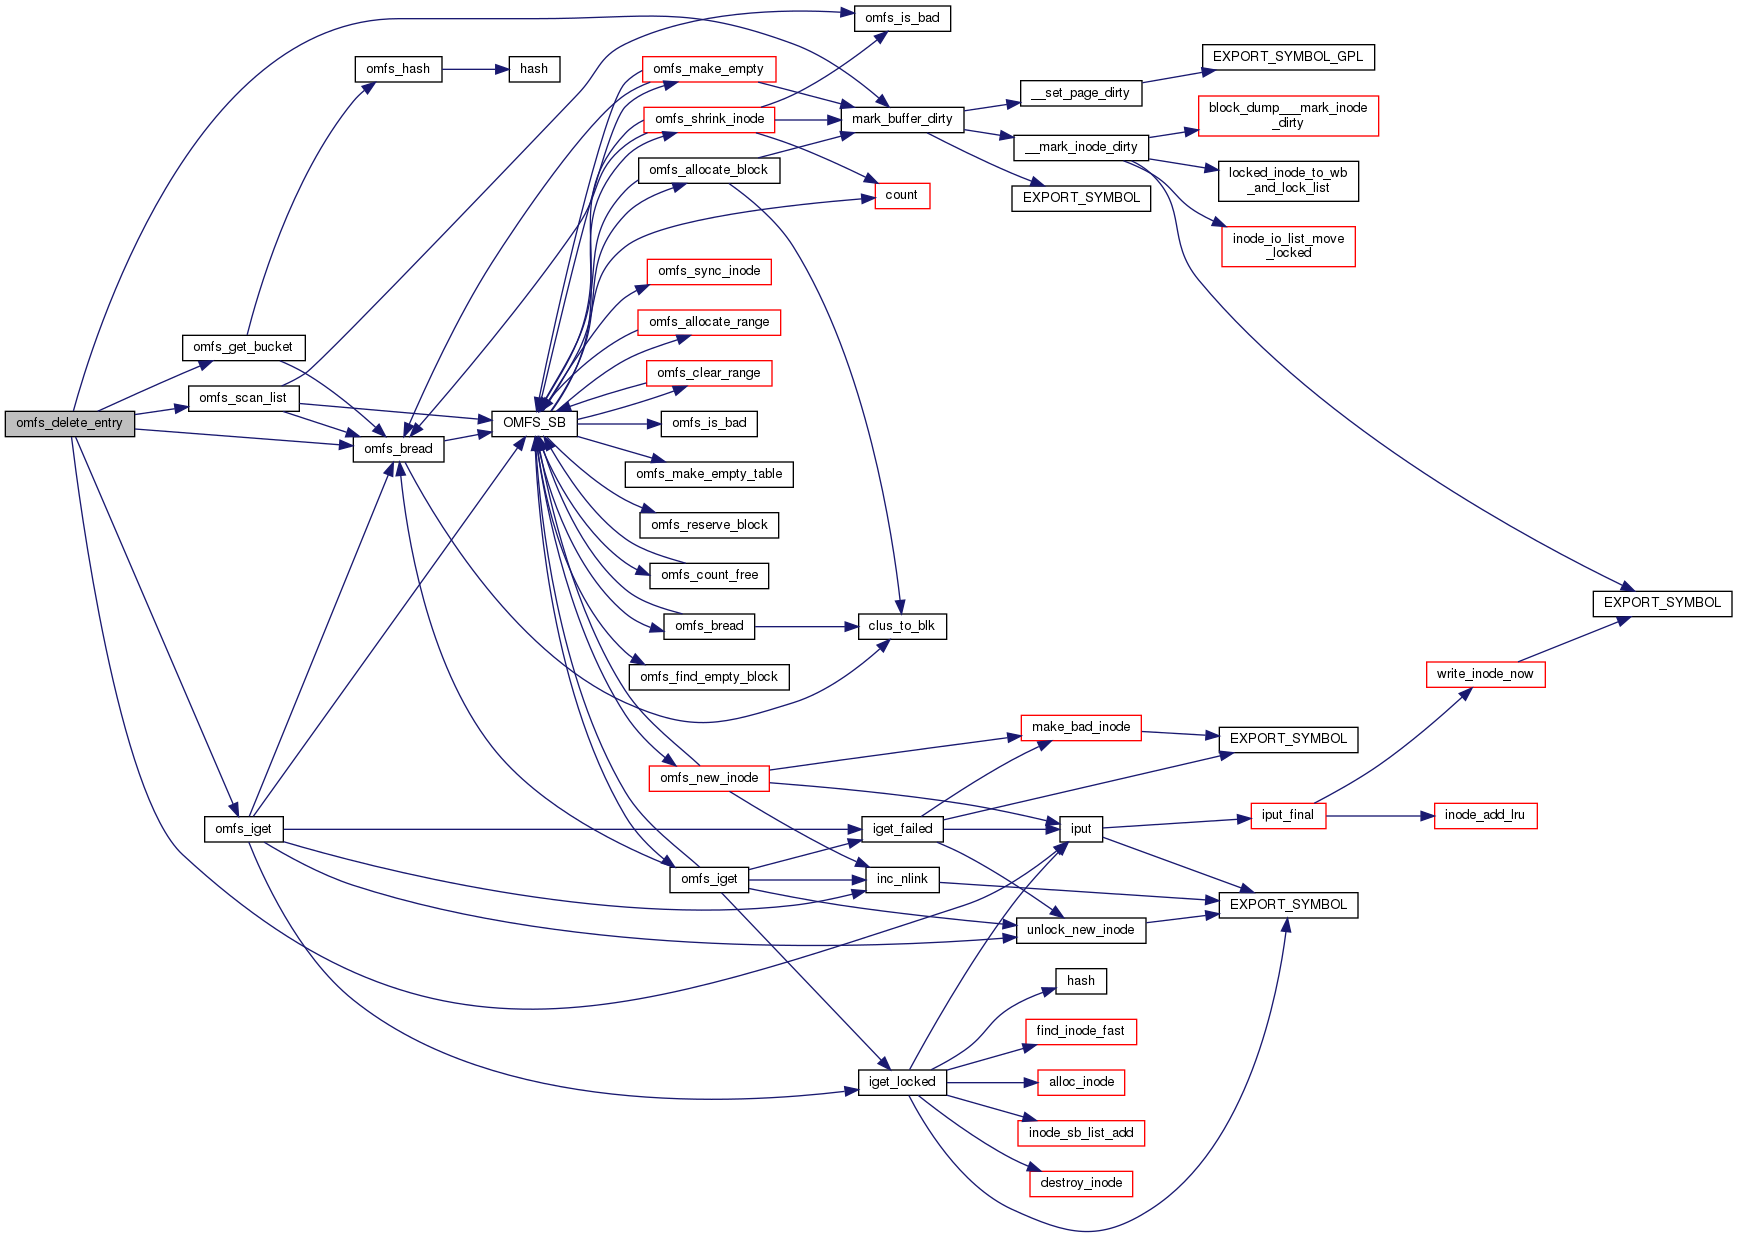 omfs_is_bad
EXPORT_SYMBOL_GPL
omfs_hash
hash
omfs_make_empty
__set_page_dirty
block_dump___mark_inode
_dirty
omfs_shrink_inode
mark_buffer_dirty
__mark_inode_dirty
omfs_allocate_block
locked_inode_to_wb
_and_lock_list
count
EXPORT_SYMBOL
inode_io_list_move
_locked
omfs_sync_inode
omfs_allocate_range
omfs_get_bucket
omfs_clear_range
omfs_scan_list
omfs_delete_entry
OMFS_SB
omfs_is_bad
omfs_bread
omfs_make_empty_table
omfs_reserve_block
omfs_count_free
EXPORT_SYMBOL
omfs_bread
clus_to_blk
omfs_find_empty_block
write_inode_now
make_bad_inode
EXPORT_SYMBOL
omfs_new_inode
iput_final
inode_add_lru
omfs_iget
iget_failed
iput
omfs_iget
inc_nlink
EXPORT_SYMBOL
unlock_new_inode
hash
find_inode_fast
iget_locked
alloc_inode
inode_sb_list_add
destroy_inode